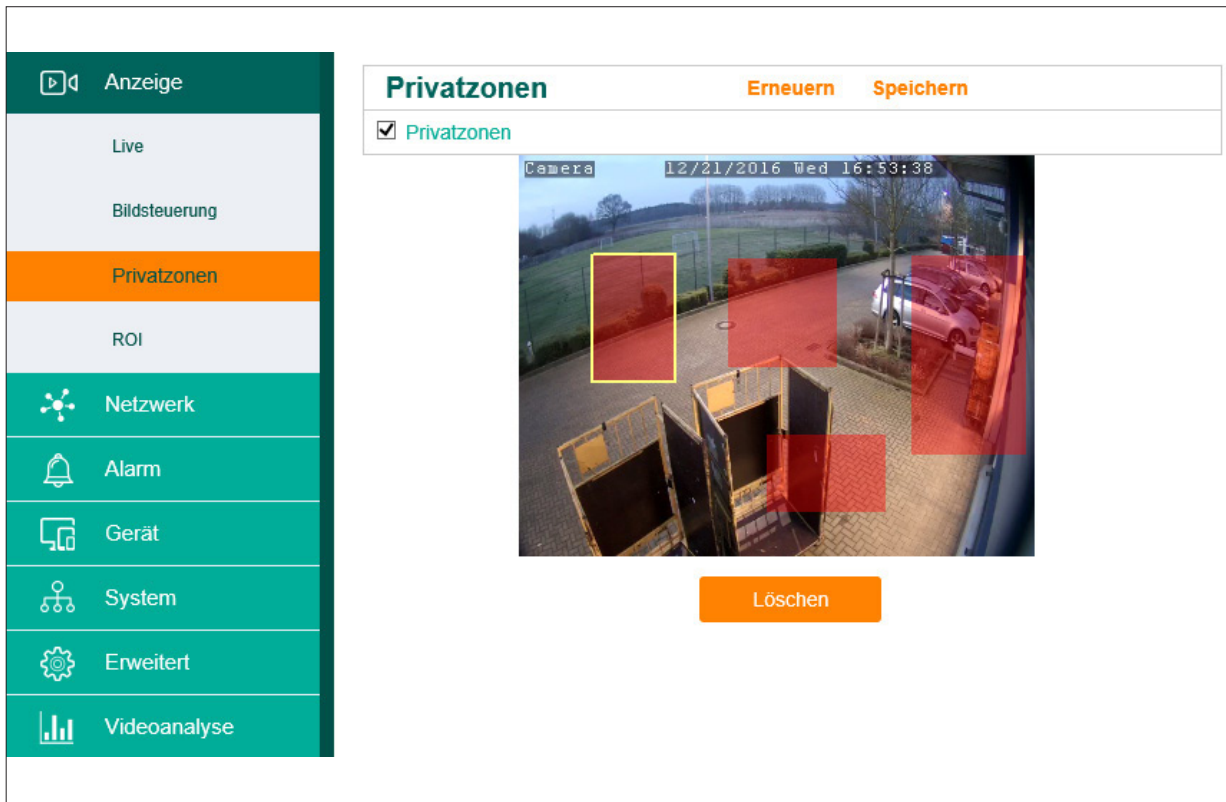 Anzeige
Live
Bildsteuerung
Privatzonen
ROI
Netzwerk
Alarm
Gerät
System
Erweitert
Videoanalyse
Privatzonen Erneuern Speichern
Privatzonen
Camera 12/21/2016 Wed 16:53:38
Löschen